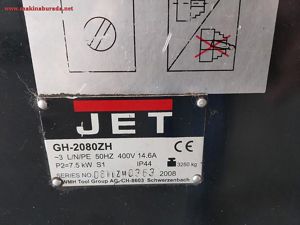 www.makinaburada.net
JET
GH-2080ZH
CE
~3 L/N/PE 50HZ 400V 14.6A
P2=7.5 kW S1 IP44 3250 kg
SERIES NO. 2008
WMH Tool Group AG, CH-8603 Schwerzenbach